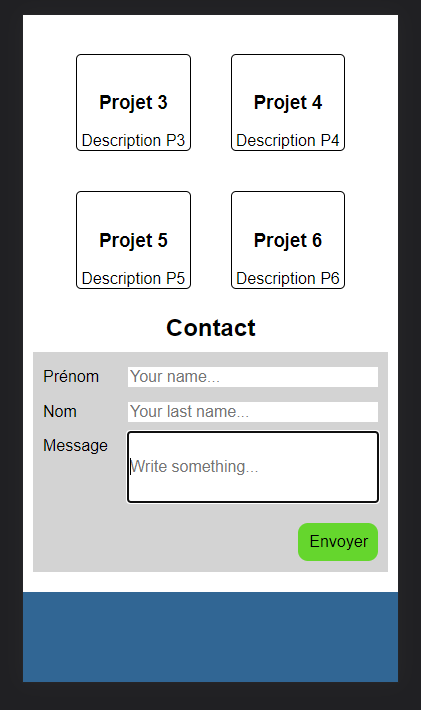 Projet 3 Projet 4
Description P3 Description P4
Projet 5 Projet 6
Description P5 Description P6
Contact
Prénom Your name...
Nom Your last name...
Message Write something...
Envoyer